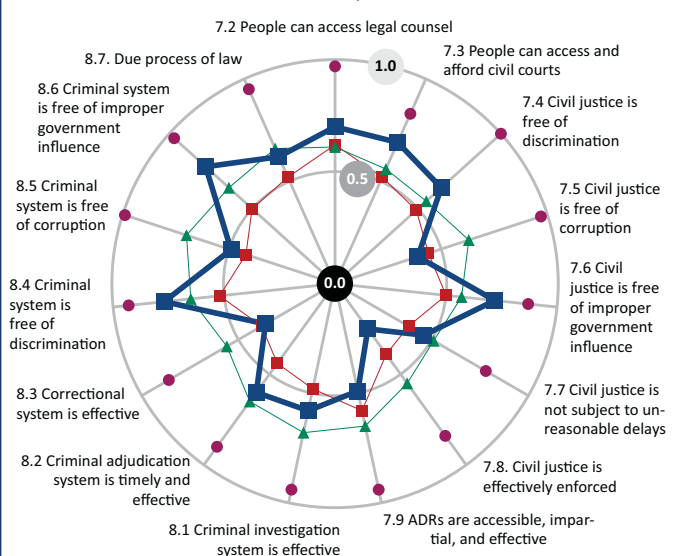 7.2 People can access legal counsel
1.0
7.3 People can access and
afford civil courts
7.4 Civil justice is
free of
discrimination
7.5 Civil justice
is free of
corruption
7.6 Civil
justice is free
of improper
government
influence
7.7 Civil justice is
not subject to un-
reasonable delays
7.8. Civil justice is
effectively enforced
7.9 ADRs are accessible, impar-
tial, and effective
8.1 Criminal investigation
system is effective
8.2 Criminal adjudication
system is timely and
effective
8.3 Correctional
system is effective
8.4 Criminal
system is
free of
discrimination
8.5 Criminal
system is free
of corruption
8.6 Criminal system
is free of improper
government
influence
8.7. Due process of law
0.5
0.0